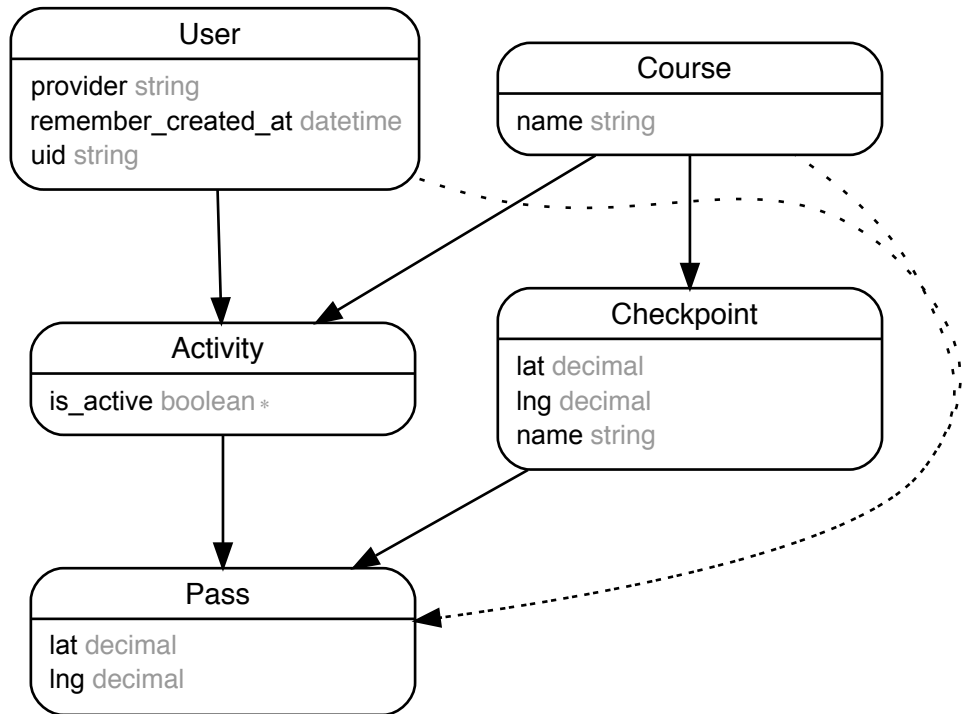 User
provider string
remember_created_at datetime
uid string
Course
name string
Activity
is_active boolean *
Checkpoint
lat decimal
lng decimal
name string
Pass
lat decimal
lng decimal